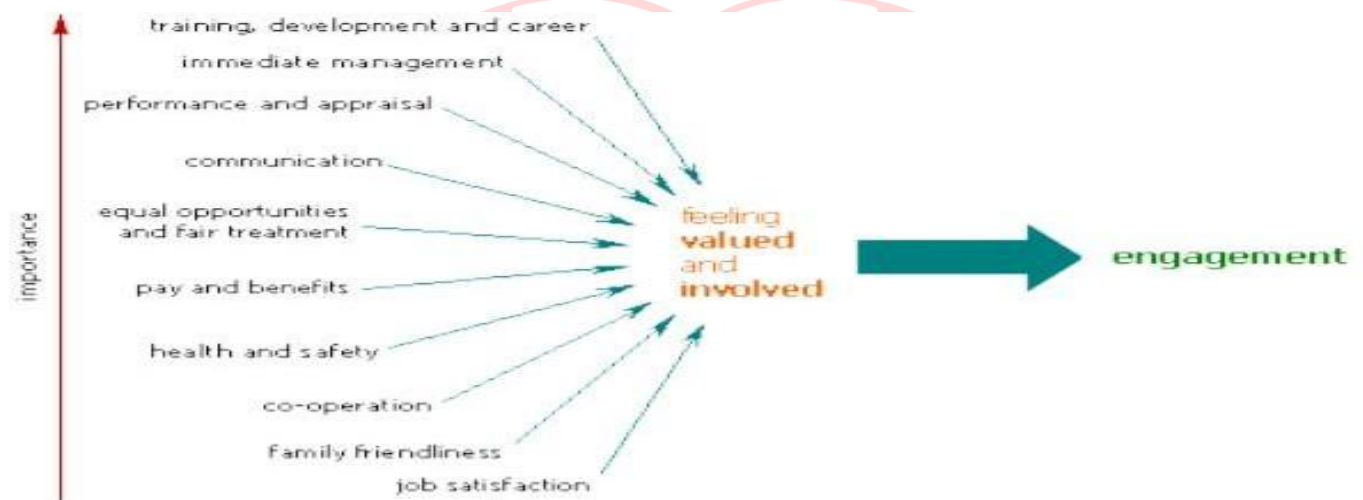 training, development and career
immediate management
performance and appraisal
communication
equal opportunities
and fair treatment
pay and benefits
health and safety
co-operation
family friendliness
job satisfaction
importance
feeling
valued
and
involved
engagement